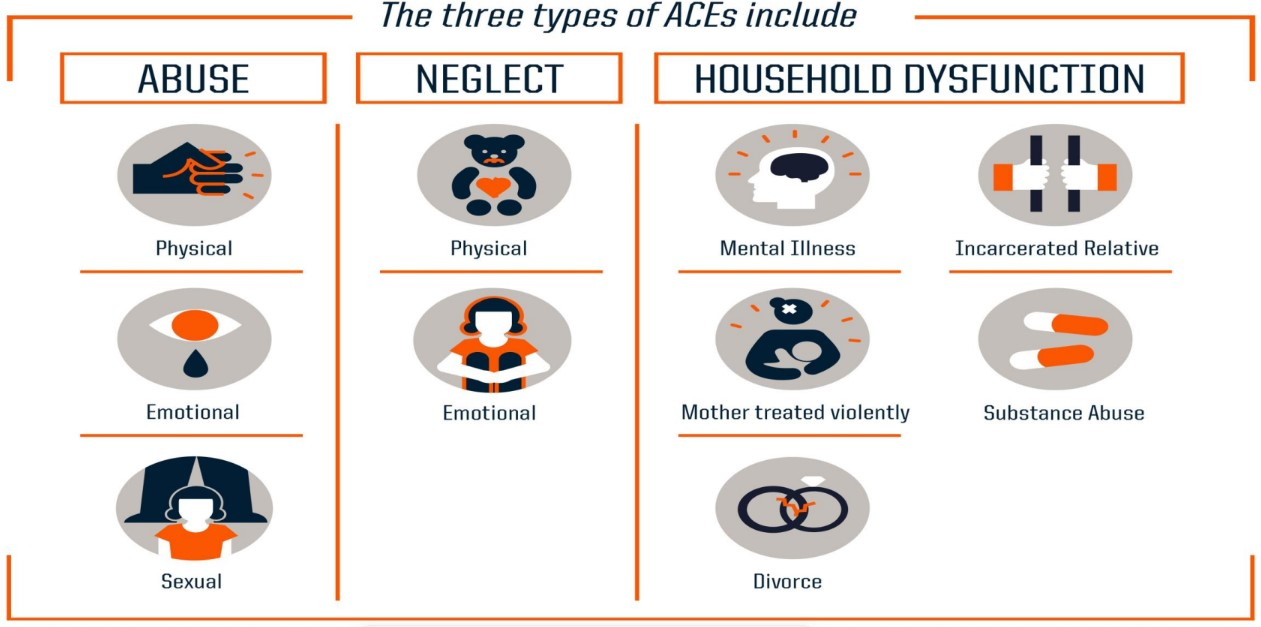 The three types of ACEs include
ABUSE
Physical
Emotional
Sexual
NEGLECT
Physical
Emotional
HOUSEHOLD DYSFUNCTION
Mental Illness
Incarcerated Relative
Mother treated violently
Substance Abuse
Divorce